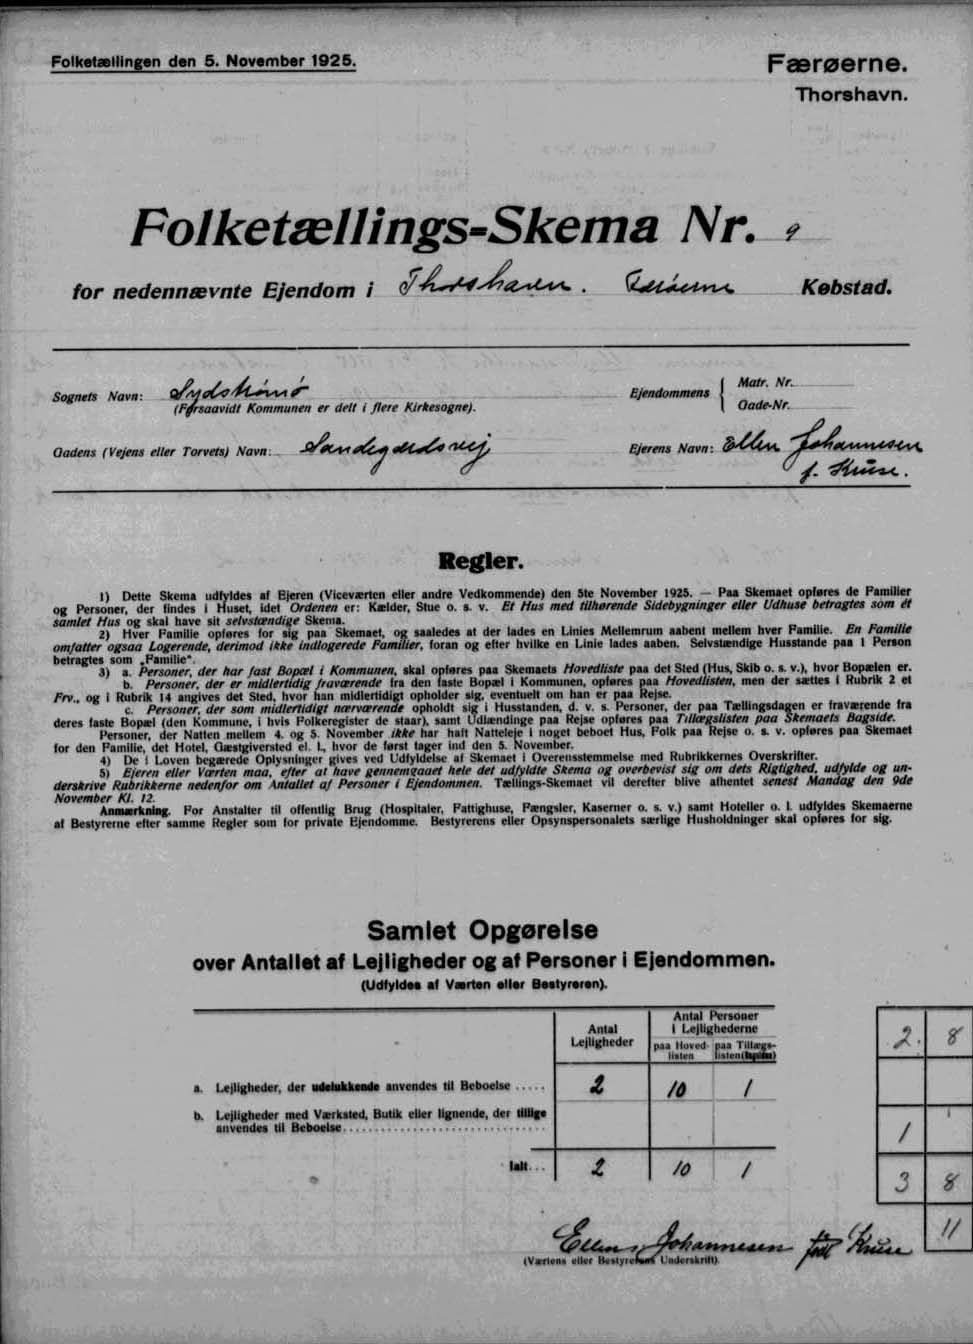 Folketællingen den 5. November 1925.
Færøerne.
Thorshavn.
Folketællings-Skema Nr. 9
for nedennævnte Ejendom i Thorshavn. Færöerne Købstad.
Sognets Navn: Sydstrømø
(Forsaavidt Kommunen er delt i flere Kirkesogne).
Ejendommens { Matr. Nr.
Gade-Nr.
Gadens (Vejens eller Torvets) Navn: Sandegærdsvej
Ejerens Navn: Ellen Johannesen
f. Kruse.
Regler.
1) Dette Skema udfyldes af Ejeren (Viceværten eller andre Vedkommende) den 5te November 1925. — Paa Skemaet opføres de Familier
og Personer, der findes i Huset, idet Ordenen er: Kælder, Stue o. s. v. Et Hus med tilhørende Sidebygninger eller Udhuse betragtes som ét
samlet Hus og skal have sit selvstændige Skema.
2) Hver Familie opføres for sig paa Skemaet, og saaledes at der lades en Linies Mellemrum aabent mellem hver Familie. En Familie
omfatter ogsaa Logerende, derimod ikke indlogerede Familier, foran og efter hvilke en Linie lades aaben. Selvstændige Husstande paa 1 Person
betragtes som „Familie“.
3) a. Personer, der har fast Bopæl i Kommunen, skal opføres paa Skemaets Hovedliste paa det Sted (Hus, Skib o. s. v.), hvor Bopælen er.
b. Personer, der er midlertidig fraværende fra den faste Bopæl i Kommunen, opføres paa Hovedlisten, men der sættes i Rubrik 2 et
Frv., og i Rubrik 14 angives det Sted, hvor han midlertidigt opholder sig, eventuelt om han er paa Rejse.
c. Personer, der som midlertidigt nærværende opholdt sig i Husstanden, d. v. s. Personer, der paa Tællingsdagen er fraværende fra
deres faste Bopæl (den Kommune, i hvis Folkeregister de staar), samt Udlændinge paa Rejse opføres paa Tillægslisten paa Skemaets Bagside.
Personer, der Natten mellem 4. og 5. November ikke har haft Natteleje i noget beboet Hus, Folk paa Rejse o. s. v. opføres paa Skemaet
for den Familie, det Hotel, Gæstgiversted el. l., hvor de først tager ind den 5. November.
4) De i Loven begærede Oplysninger gives ved Udfyldelse af Skemaet i Overensstemmelse med Rubrikkernes Overskrifter.
5) Ejeren eller Værten maa, efter at have gennemgaaet hele det udfyldte Skema og overbevist sig om dets Rigtighed, udfylde og un-
derskrive Rubrikkerne nedenfor om Antallet af Personer i Ejendommen. Tællings-Skemaet vil derefter blive afhentet senest Mandag den 9de
November Kl. 12.
Anmærkning. For Anstalter til offentlig Brug (Hospitaler, Fattighuse, Fængsler, Kaserner o. s. v.) samt Hoteller o. l. udfyldes Skemaerne
af Bestyrerne efter samme Regler som for private Ejendomme. Bestyrerens eller Opsynspersonalets særlige Husholdninger skal opføres for sig.
Samlet Opgørelse
over Antallet af Lejligheder og af Personer i Ejendommen.
(Udfyldes af Værten eller Bestyreren).
Antal Lejligheder
Antal Personer i Lejlighederne
paa Hoved-listen
paa Tillægs-listen (Bagsiden)
2. 8
a. Lejligheder, der udelukkende anvendes til Beboelse ..... 2 10 1
b. Lejligheder med Værksted, Butik eller lignende, der tillige
anvendes til Beboelse
1
Ialt... 2 10 1
3 8
11
Ellen Johannesen født Kruse
(Værtens eller Bestyrerens Underskrift).